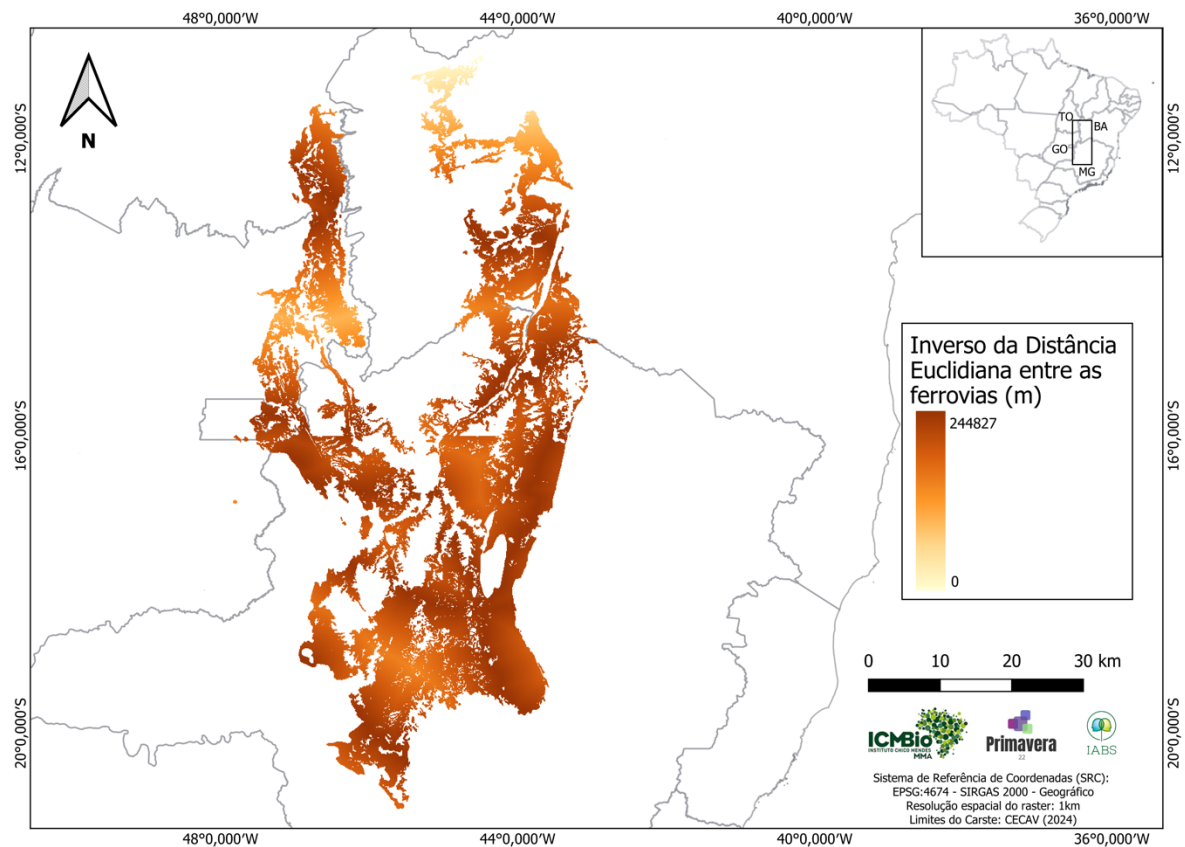 48°0,000'W 44°0,000'W 40°0,000'W 36°0,000'W
12°0,000'S
16°0,000'S
20°0,000'S
N
TO
BA
GO
MG
12°0,000'S
16°0,000'S
20°0,000'S
Inverso da Distância
Euclidiana entre as
ferrovias (m)
244827
0
0 10 20 30 km
ICMBio
INSTITUTO CHICO MENDES
MMA
Primavera
22
IABS
Sistema de Referência de Coordenadas (SRC):
EPSG:4674 - SIRGAS 2000 - Geográfico
Resolução espacial do raster: 1km
Limites do Carste: CECAV (2024)
48°0,000'W 44°0,000'W 40°0,000'W 36°0,000'W